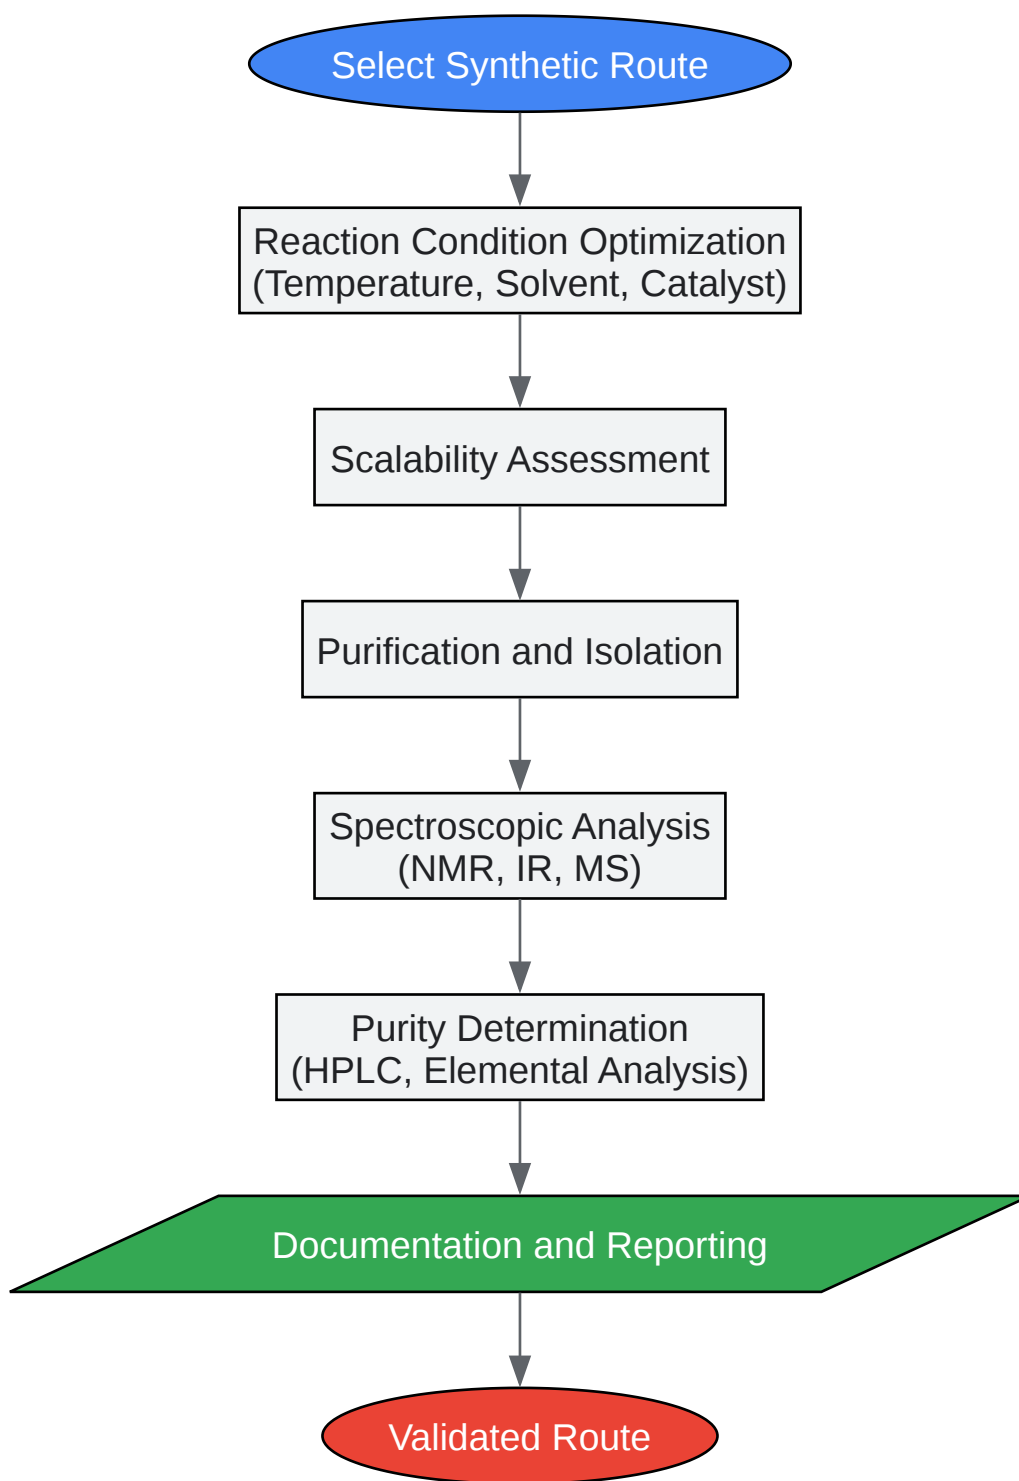 Select Synthetic Route
Reaction Condition Optimization
(Temperature, Solvent, Catalyst)
Scalability Assessment
Purification and Isolation
Spectroscopic Analysis
(NMR, IR, MS)
Purity Determination
(HPLC, Elemental Analysis)
Documentation and Reporting
Validated Route